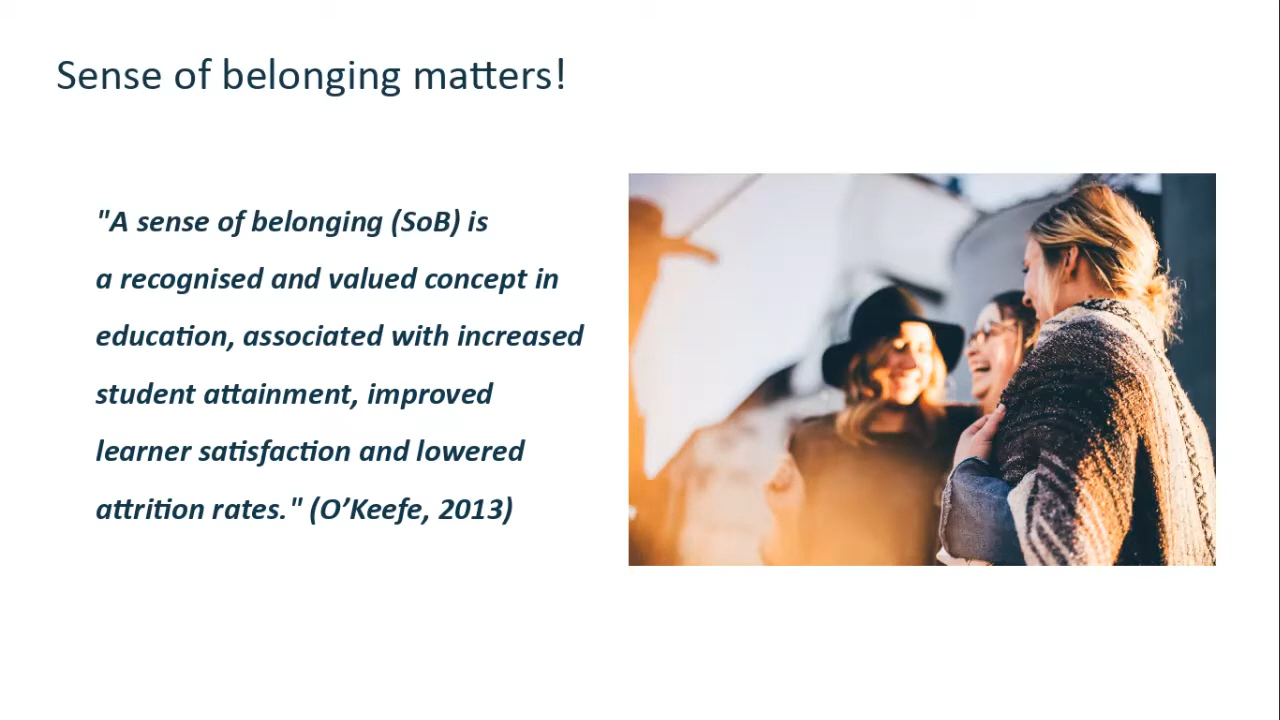 Sense of belonging matters!
"A sense of belonging (SoB) is
a recognised and valued concept in
education, associated with increased
student attainment, improved
learner satisfaction and lowered
attrition rates." (O’Keefe, 2013)